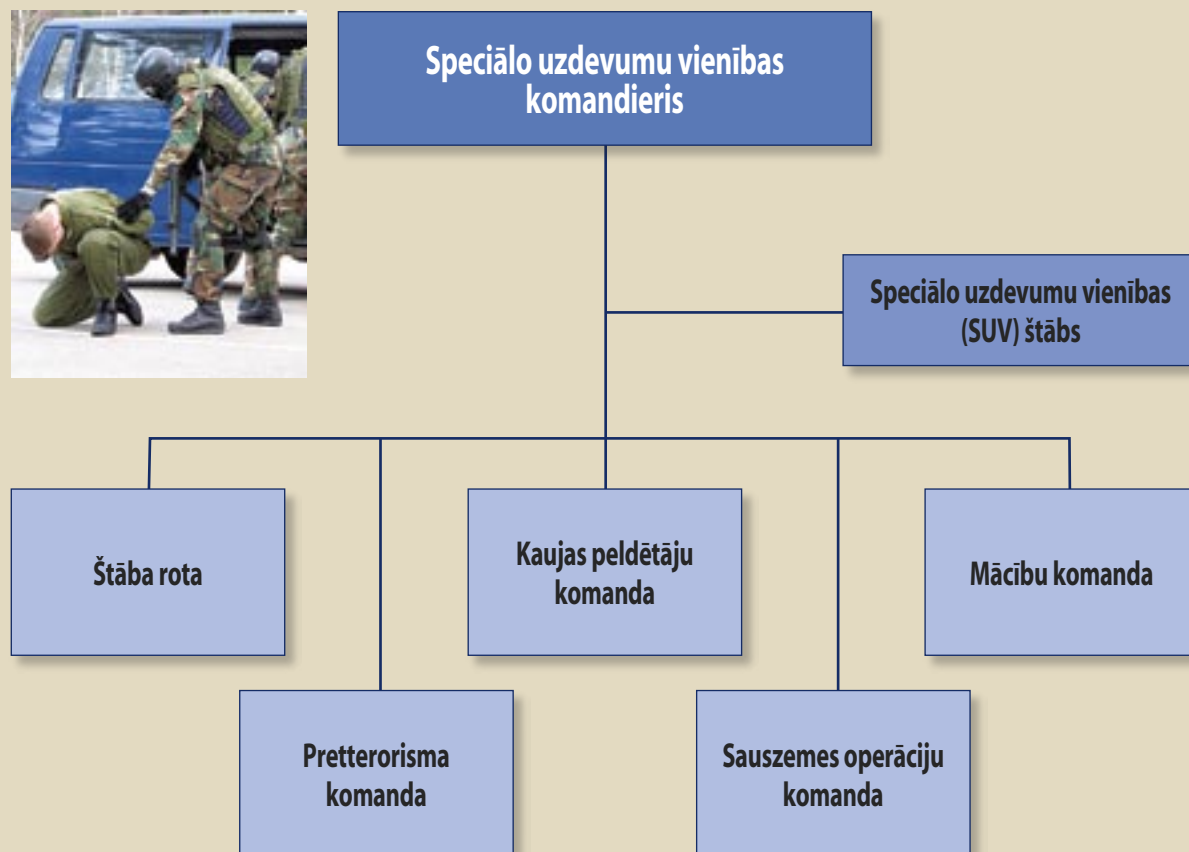 Speciālo uzdevumu vienības
komandieris
Speciālo uzdevumu vienības
(SUV) štābs
Štāba rota
Kaujas peldētāju
komanda
Mācību komanda
Pretterorisma
komanda
Sauszemes operāciju
komanda